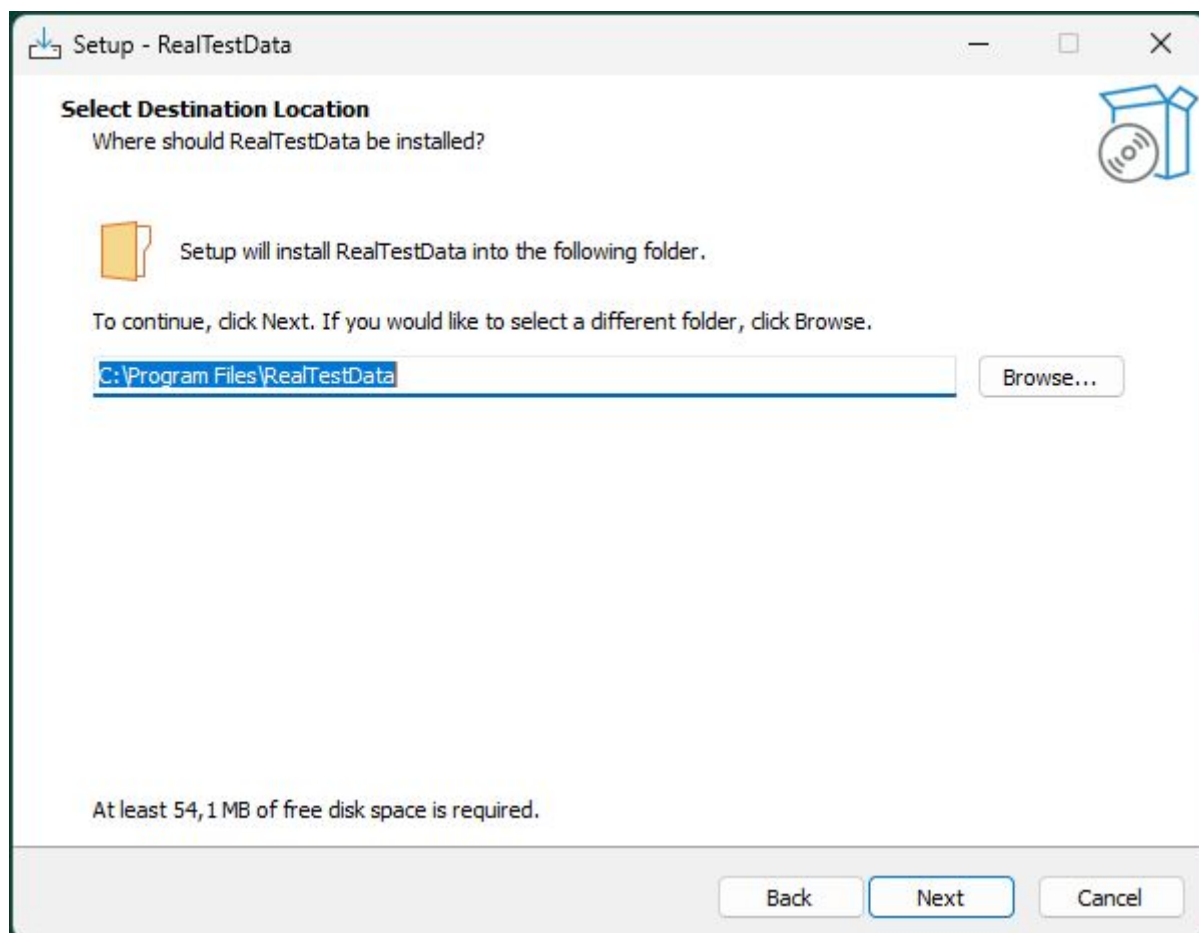 Setup - RealTestData
Select Destination Location
Where should RealTestData be installed?
Setup will install RealTestData into the following folder.
To continue, click Next. If you would like to select a different folder, click Browse.
C:\Program Files\RealTestData
Browse...
At least 54,1 MB of free disk space is required.
Back
Next
Cancel